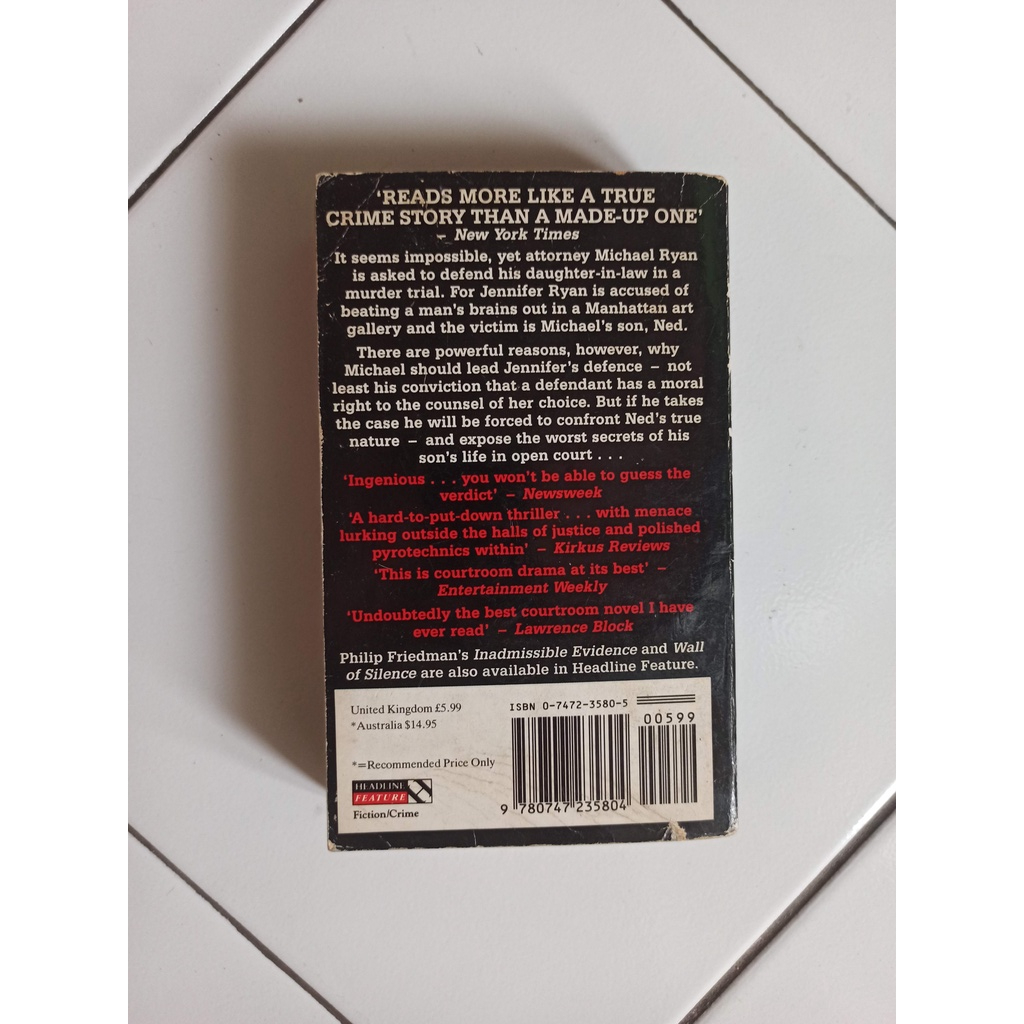 ‘READS MORE LIKE A TRUE
CRIME STORY THAN A MADE-UP ONE’
– New York Times
It seems impossible, yet attorney Michael Ryan
is asked to defend his daughter-in-law in a
murder trial. For Jennifer Ryan is accused of
beating a man’s brains out in a Manhattan art
gallery and the victim is Michael’s son, Ned.
There are powerful reasons, however, why
Michael should lead Jennifer’s defence – not
least his conviction that a defendant has a moral
right to the counsel of her choice. But if he takes
the case he will be forced to confront Ned’s true
nature – and expose the worst secrets of his
son’s life in open court . . .
‘Ingenious . . . you won’t be able to guess the
verdict’ – Newsweek
‘A hard-to-put-down thriller . . . with menace
lurking outside the halls of justice and polished
pyrotechnics within’ – Kirkus Reviews
‘This is courtroom drama at its best’ –
Entertainment Weekly
‘Undoubtedly the best courtroom novel I have
ever read’ – Lawrence Block
Philip Friedman’s Inadmissible Evidence and Wall
of Silence are also available in Headline Feature.
United Kingdom £5.99
*Australia $14.95
*=Recommended Price Only
HEADLINE
FEATURE
Fiction/Crime
ISBN 0-7472-3580-5
00599
9 780747 235804